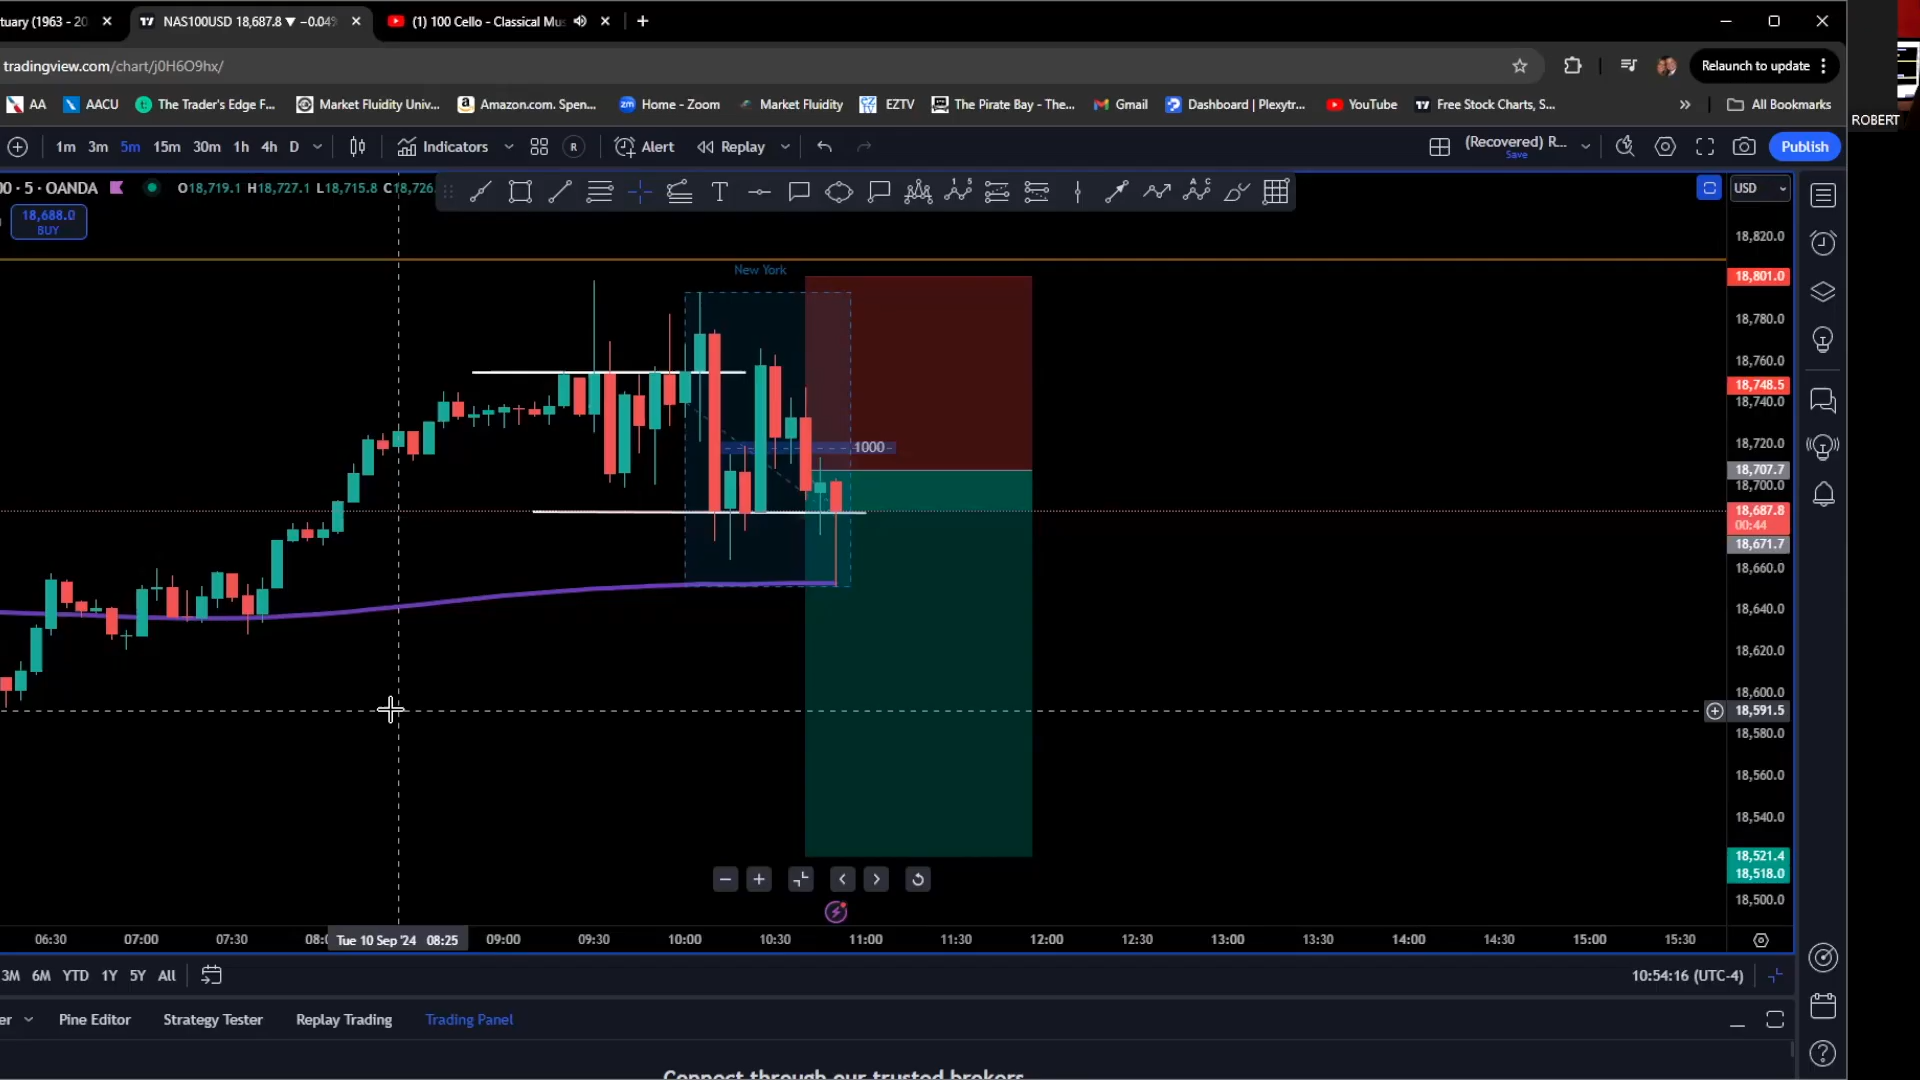 tuary (1963 - 20
NAS100USD 18,687.8 ▼ −0.04%
(1) 100 Cello - Classical Mus
tradingview.com/chart/j0H6O9hx/
Relaunch to update
AA
AACU
The Trader's Edge F...
Market Fluidity Univ...
Amazon.com. Spen...
Home - Zoom
Market Fluidity
EZTV
The Pirate Bay - The...
Gmail
Dashboard | Plexytr...
YouTube
Free Stock Charts, S...
All Bookmarks
ROBERT
1m 3m 5m 15m 30m 1h 4h D
Indicators
R
Alert
Replay
(Recovered) R...
Save
Publish
00 · 5 · OANDA
O18,719.1 H18,727.1 L18,715.8 C18,726.
USD
18,688.0
BUY
New York
1000
18,820.0
18,801.0
18,780.0
18,760.0
18,748.5
18,740.0
18,720.0
18,707.7
18,700.0
18,687.8
00:44
18,671.7
18,660.0
18,640.0
18,620.0
18,600.0
18,591.5
18,580.0
18,560.0
18,540.0
18,521.4
18,518.0
18,500.0
06:30 07:00 07:30 08:0 Tue 10 Sep '24 08:25 09:00 09:30 10:00 10:30 11:00 11:30 12:00 12:30 13:00 13:30 14:00 14:30 15:00 15:30
3M 6M YTD 1Y 5Y All
10:54:16 (UTC-4)
er
Pine Editor
Strategy Tester
Replay Trading
Trading Panel
Connect through our trusted brokers